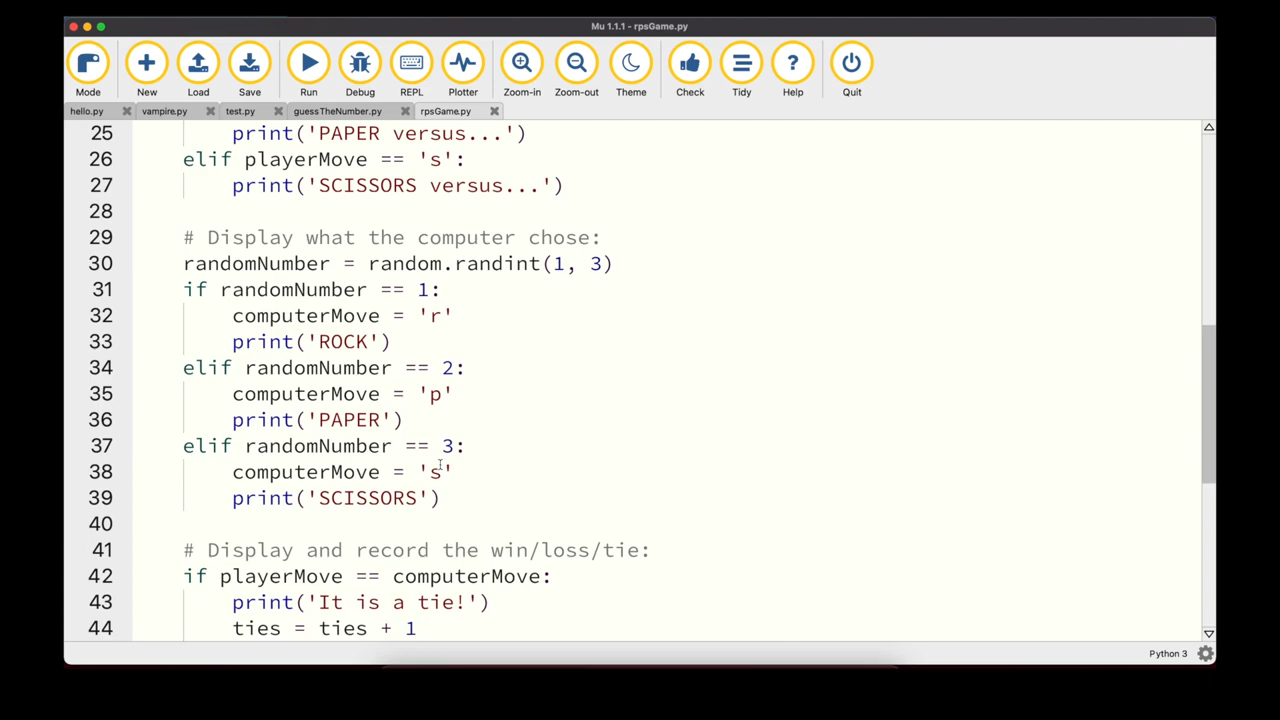 Mu 1.1.1 - rpsGame.py
Mode New Load Save Run Debug REPL Plotter Zoom-in Zoom-out Theme Check Tidy Help Quit
hello.py vampire.py test.py guessTheNumber.py rpsGame.py
25         print('PAPER versus...')
26     elif playerMove == 's':
27         print('SCISSORS versus...')
28
29     # Display what the computer chose:
30     randomNumber = random.randint(1, 3)
31     if randomNumber == 1:
32         computerMove = 'r'
33         print('ROCK')
34     elif randomNumber == 2:
35         computerMove = 'p'
36         print('PAPER')
37     elif randomNumber == 3:
38         computerMove = 's'
39         print('SCISSORS')
40
41     # Display and record the win/loss/tie:
42     if playerMove == computerMove:
43         print('It is a tie!')
44         ties = ties + 1
Python 3